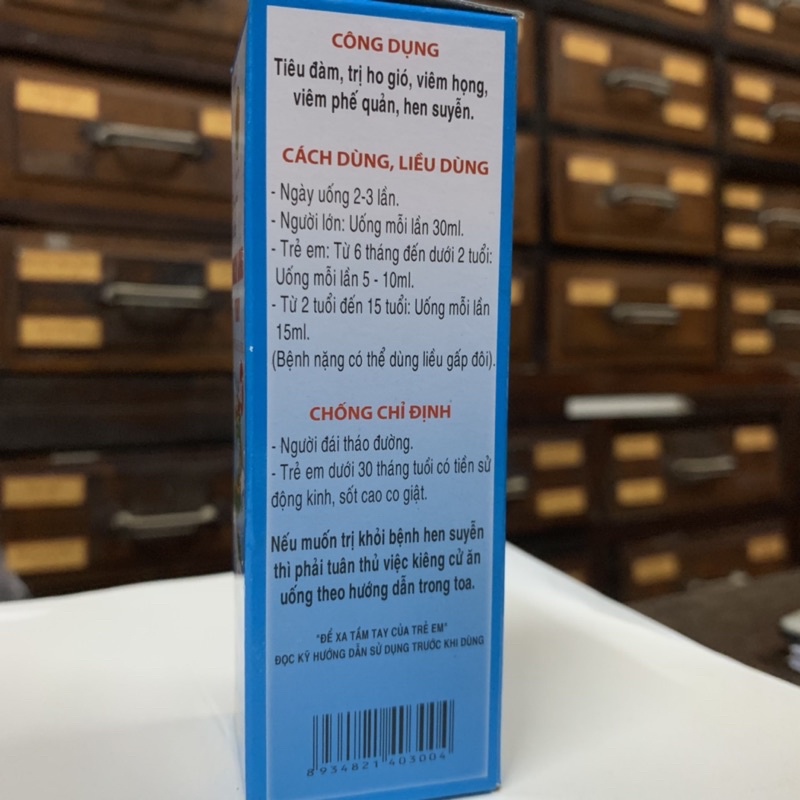 CÔNG DỤNG
Tiêu đàm, trị ho gió, viêm họng,
viêm phế quản, hen suyễn.
CÁCH DÙNG, LIỀU DÙNG
- Ngày uống 2-3 lần.
- Người lớn: Uống mỗi lần 30ml.
- Trẻ em: Từ 6 tháng đến dưới 2 tuổi:
Uống mỗi lần 5 - 10ml.
- Từ 2 tuổi đến 15 tuổi: Uống mỗi lần
15ml.
(Bệnh nặng có thể dùng liều gấp đôi).
CHỐNG CHỈ ĐỊNH
- Người đái tháo đường.
- Trẻ em dưới 30 tháng tuổi có tiền sử
động kinh, sốt cao co giật.
Nếu muốn trị khỏi bệnh hen suyễn
thì phải tuân thủ việc kiêng cử ăn
uống theo hướng dẫn trong toa.
"ĐỂ XA TẦM TAY CỦA TRẺ EM"
ĐỌC KỸ HƯỚNG DẪN SỬ DỤNG TRƯỚC KHI DÙNG
8 934821 403004